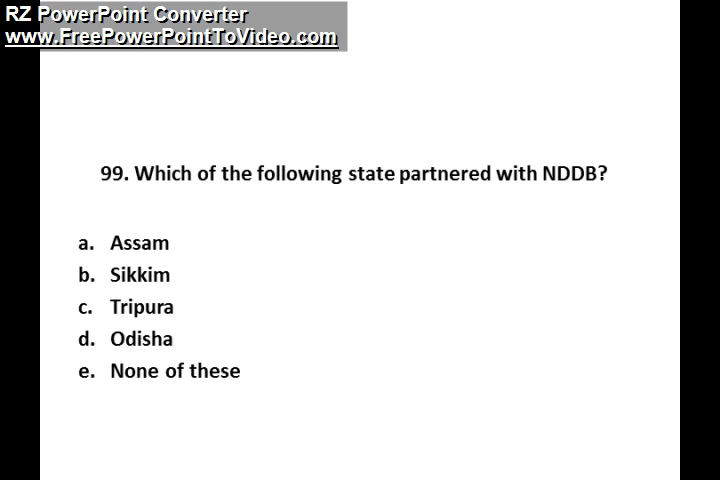 RZ PowerPoint Converter
www.FreePowerPointToVideo.com
99. Which of the following state partnered with NDDB?
a. Assam
b. Sikkim
c. Tripura
d. Odisha
e. None of these